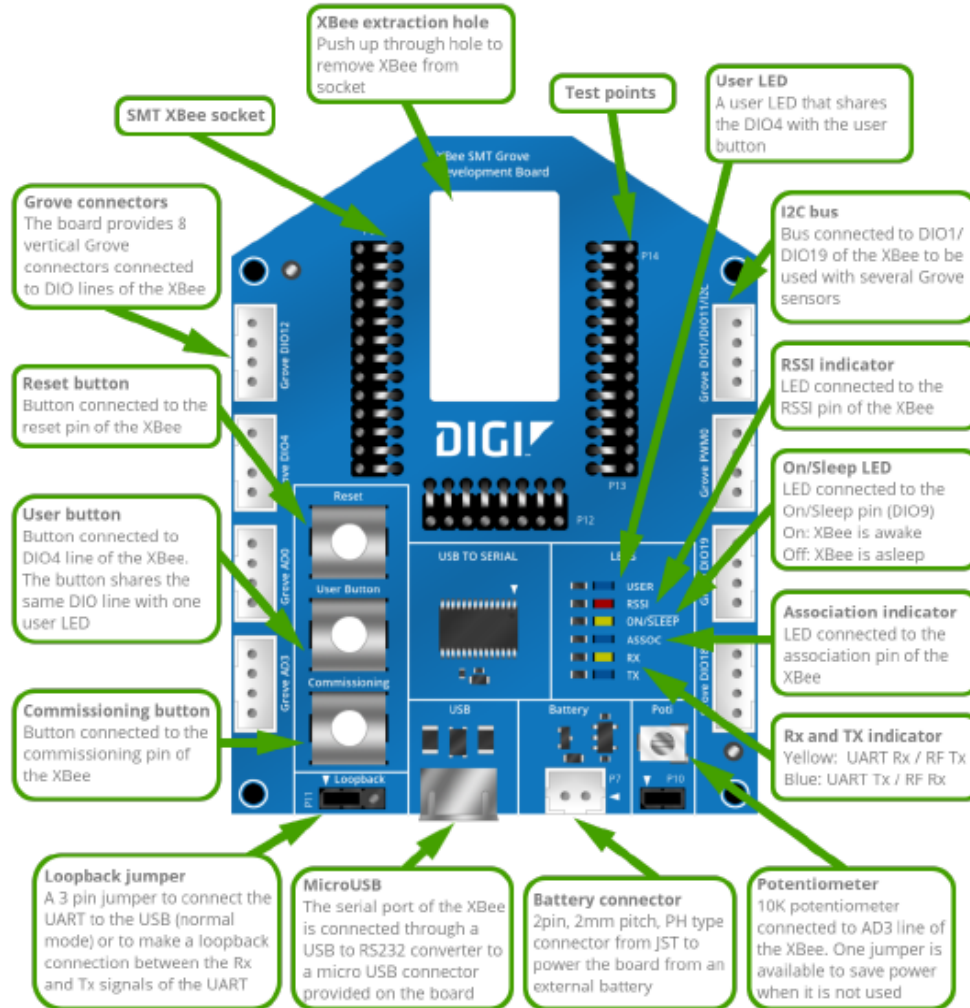 XBee extraction hole
Push up through hole to
remove XBee from
socket
SMT XBee socket
Test points
User LED
A user LED that shares
the DIO4 with the user
button
Grove connectors
The board provides 8
vertical Grove
connectors connected
to DIO lines of the XBee
I2C bus
Bus connected to DIO1/
DIO19 of the XBee to be
used with several Grove
sensors
Reset button
Button connected to the
reset pin of the XBee
RSSI indicator
LED connected to the
RSSI pin of the XBee
User button
Button connected to
DIO4 line of the XBee.
The button shares the
same DIO line with one
user LED
On/Sleep LED
LED connected to the
On/Sleep pin (DIO9)
On: XBee is awake
Off: XBee is asleep
Association indicator
LED connected to the
association pin of the
XBee
Commissioning button
Button connected to the
commissioning pin of
the XBee
Rx and TX indicator
Yellow: UART Rx / RF Tx
Blue: UART Tx / RF Rx
XBee SMT Grove
Development Board
P14
Grove DIO12
Grove DIO4
Grove AD0
Grove AD3
Grove DIO1/DIO11/I2C
Grove PWM0
Grove DIO19
Grove DIO18
DIGI
P13
P12
Reset
User Button
Commissioning
USB TO SERIAL
USER
RSSI
ON/SLEEP
ASSOC
RX
TX
USB
Battery
Poti
P7
P10
Loopback
P11
Loopback jumper
A 3 pin jumper to connect the
UART to the USB (normal
mode) or to make a loopback
connection between the Rx
and Tx signals of the UART
MicroUSB
The serial port of the XBee
is connected through a
USB to RS232 converter to
a micro USB connector
provided on the board
Battery connector
2pin, 2mm pitch, PH type
connector from JST to
power the board from an
external battery
Potentiometer
10K potentiometer
connected to AD3 line of
the XBee. One jumper is
available to save power
when it is not used